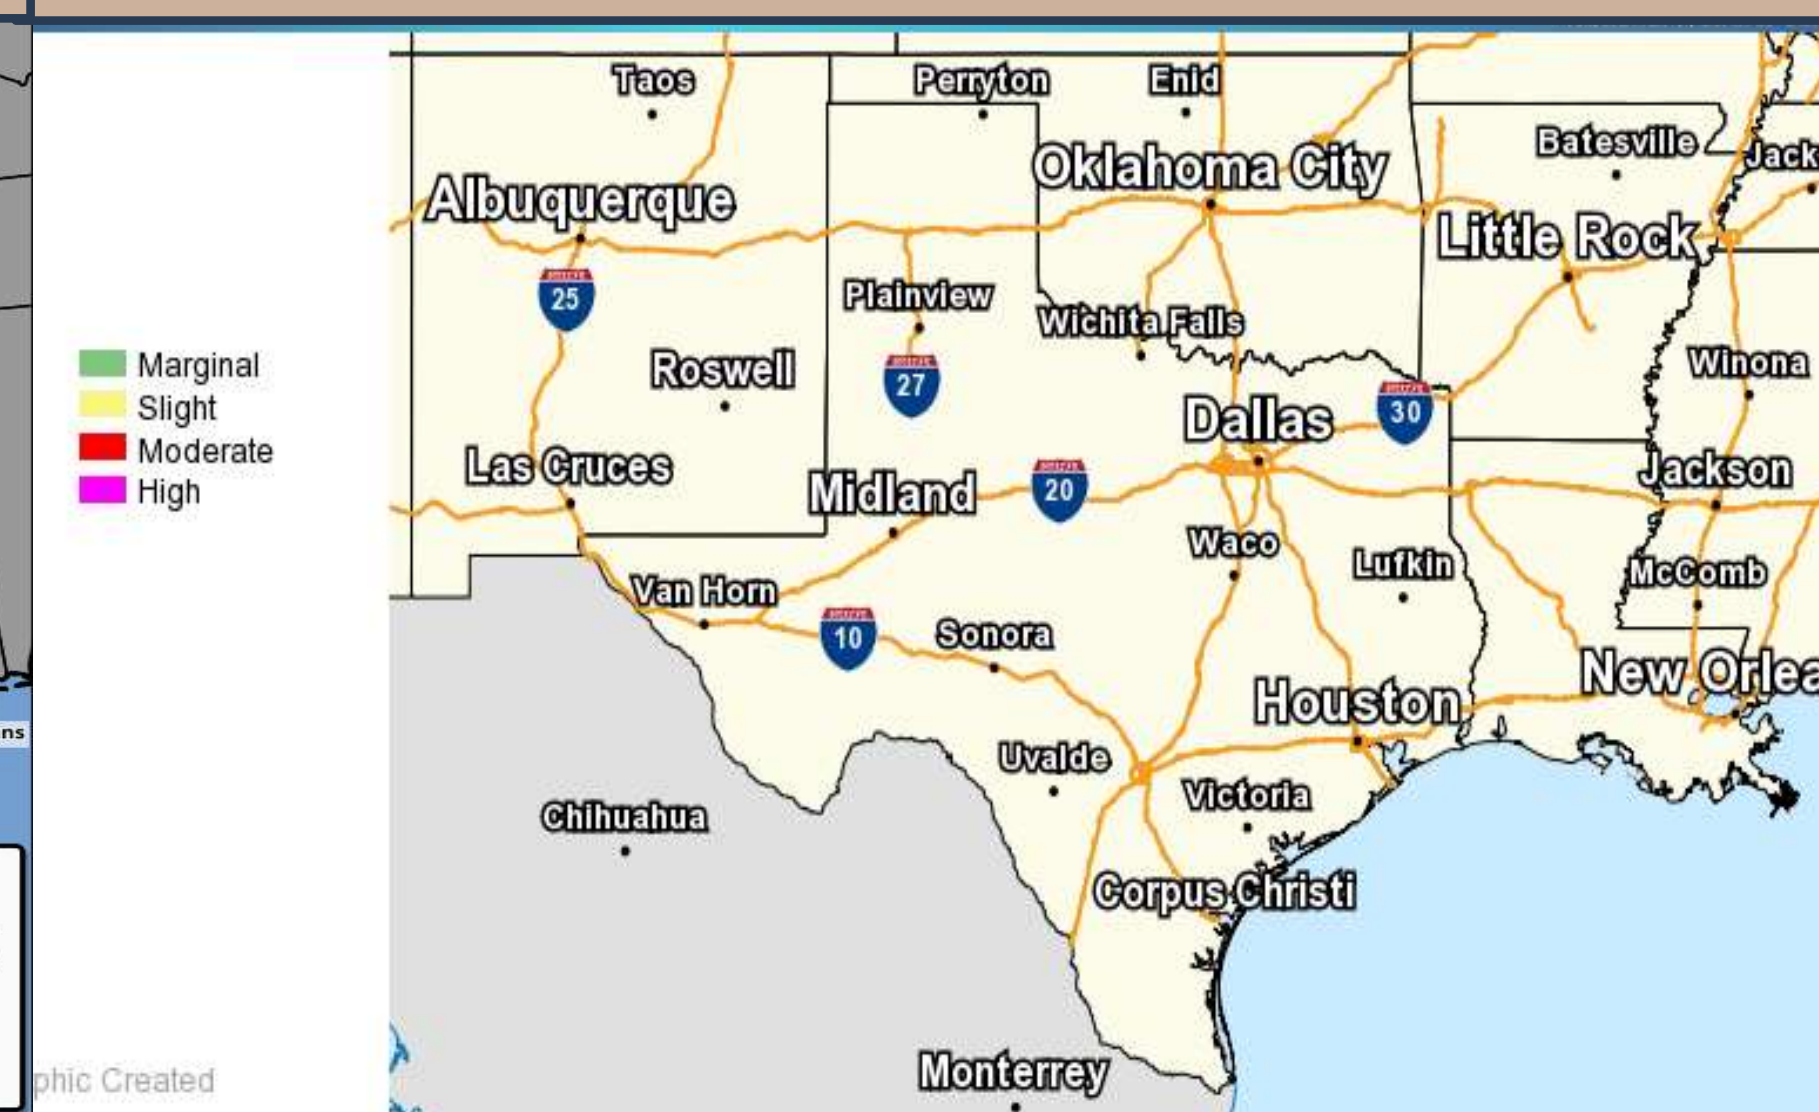 Taos
Perryton
Enid
Batesville
Jack
Oklahoma City
Albuquerque
Little Rock
25
Plainview
Wichita Falls
Winona
Marginal
Roswell
27
30
Slight
Dallas
Moderate
Las Cruces
Jackson
High
Midland
20
Waco
Lufkin
McComb
Van Horn
10
Sonora
New Orlea
Houston
ns
Uvalde
Victoria
Chihuahua
Corpus Christi
Monterrey
phic Created